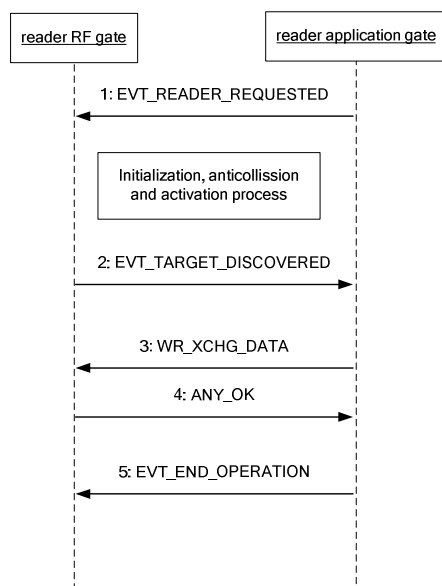 reader RF gate
reader application gate
1: EVT_READER_REQUESTED
Initialization, anticollission
and activation process
2: EVT_TARGET_DISCOVERED
3: WR_XCHG_DATA
4: ANY_OK
5: EVT_END_OPERATION